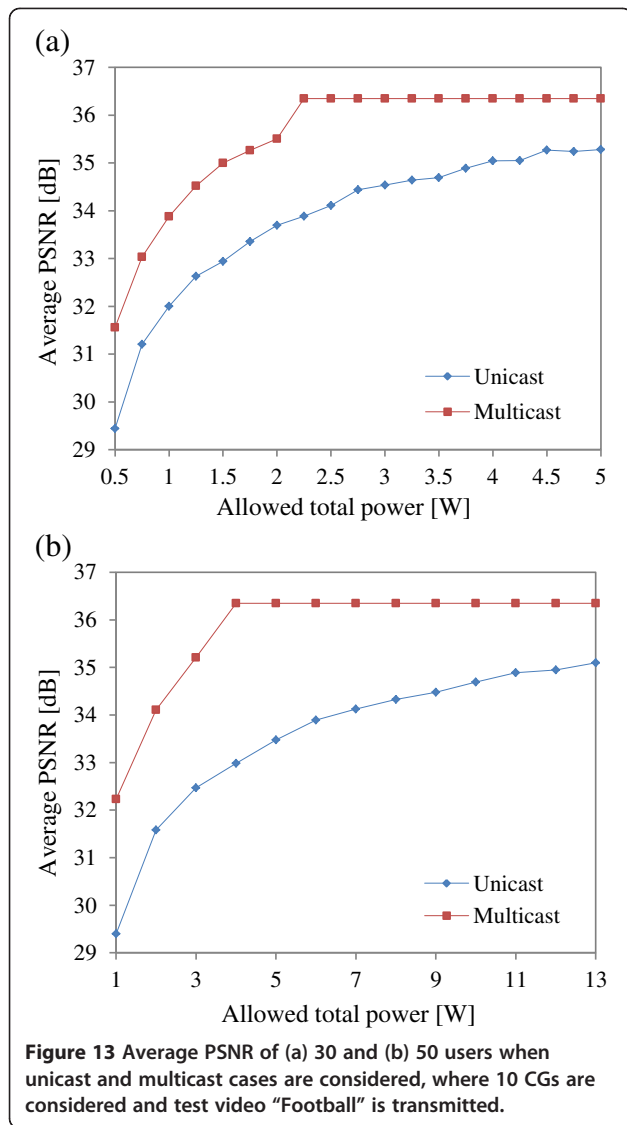 (a)
37
36
35
34
33
32
31
30
29
Average PSNR [dB]
Unicast
Multicast
0.5 1 1.5 2 2.5 3 3.5 4 4.5 5
Allowed total power [W]
(b)
37
36
35
34
33
32
31
30
29
Average PSNR [dB]
Unicast
Multicast
1 3 5 7 9 11 13
Allowed total power [W]
Figure 13 Average PSNR of (a) 30 and (b) 50 users when
unicast and multicast cases are considered, where 10 CGs are
considered and test video “Football” is transmitted.